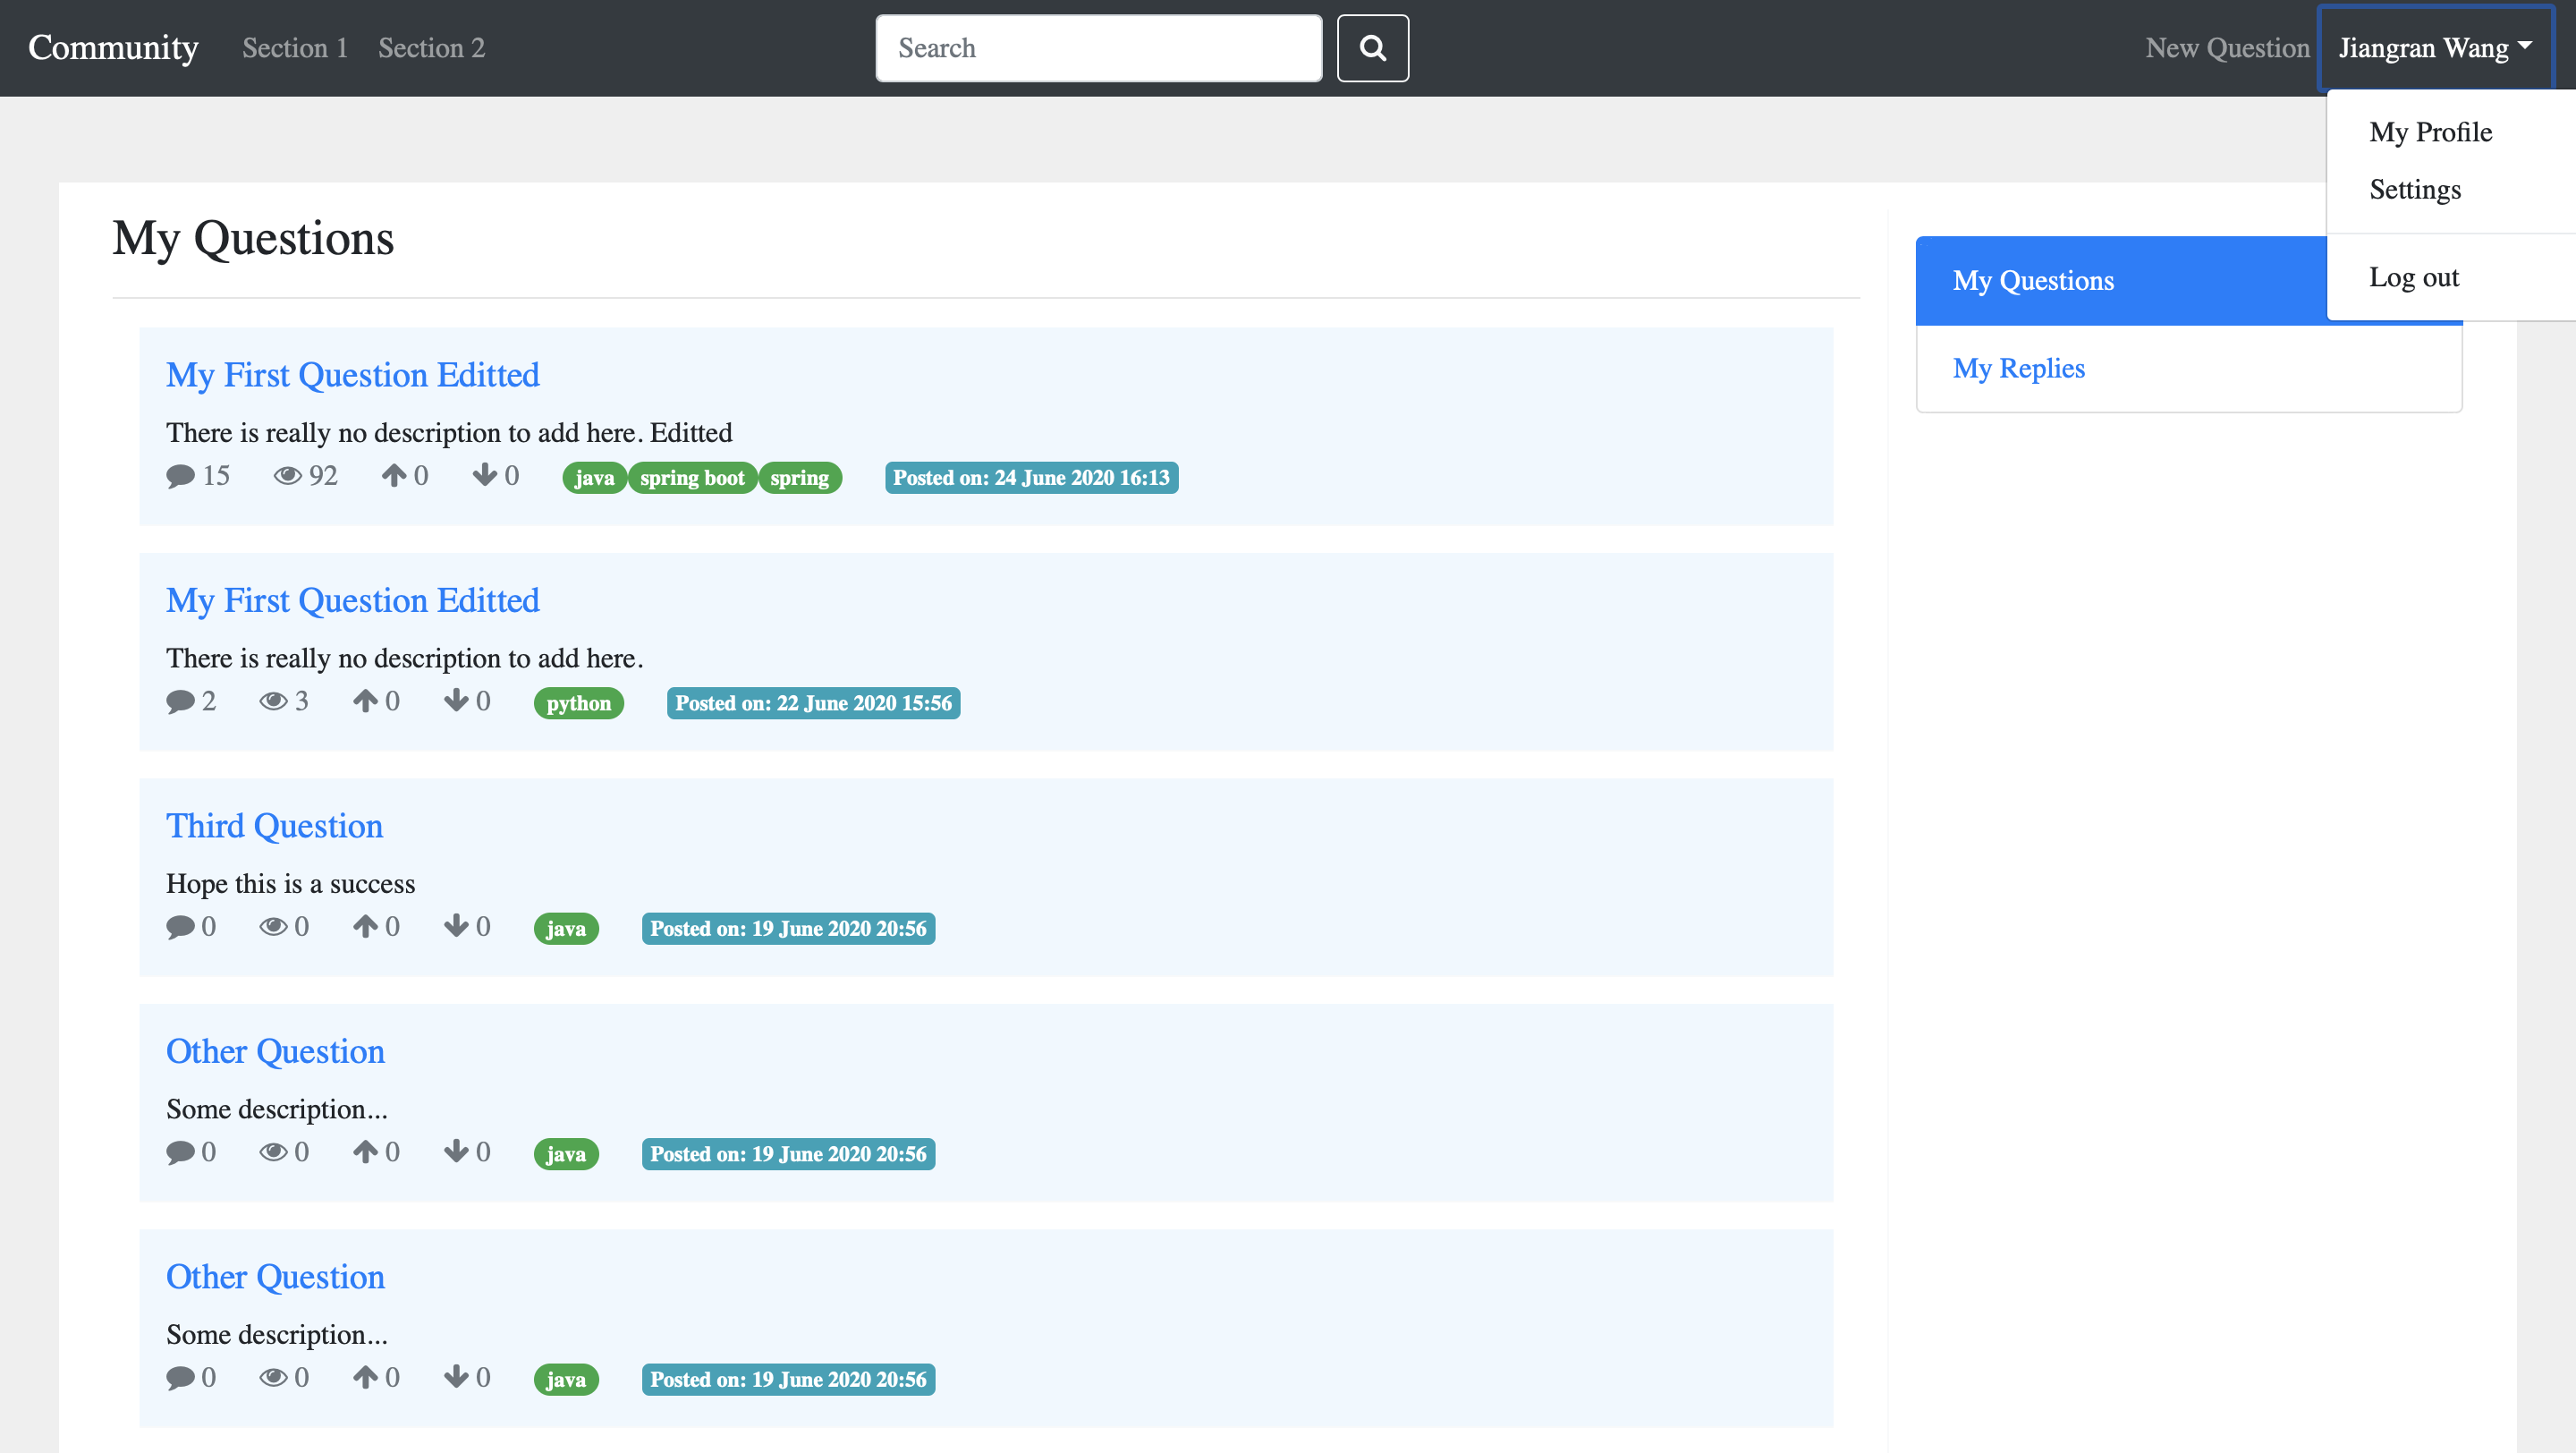 Community Section 1 Section 2 Search New Question Jiangran Wang
My Profile
Settings
Log out
My Questions
My First Question Editted
There is really no description to add here. Editted
15 92 0 0 java spring boot spring Posted on: 24 June 2020 16:13
My First Question Editted
There is really no description to add here.
2 3 0 0 python Posted on: 22 June 2020 15:56
Third Question
Hope this is a success
0 0 0 0 java Posted on: 19 June 2020 20:56
Other Question
Some description...
0 0 0 0 java Posted on: 19 June 2020 20:56
Other Question
Some description...
0 0 0 0 java Posted on: 19 June 2020 20:56
My Questions
My Replies